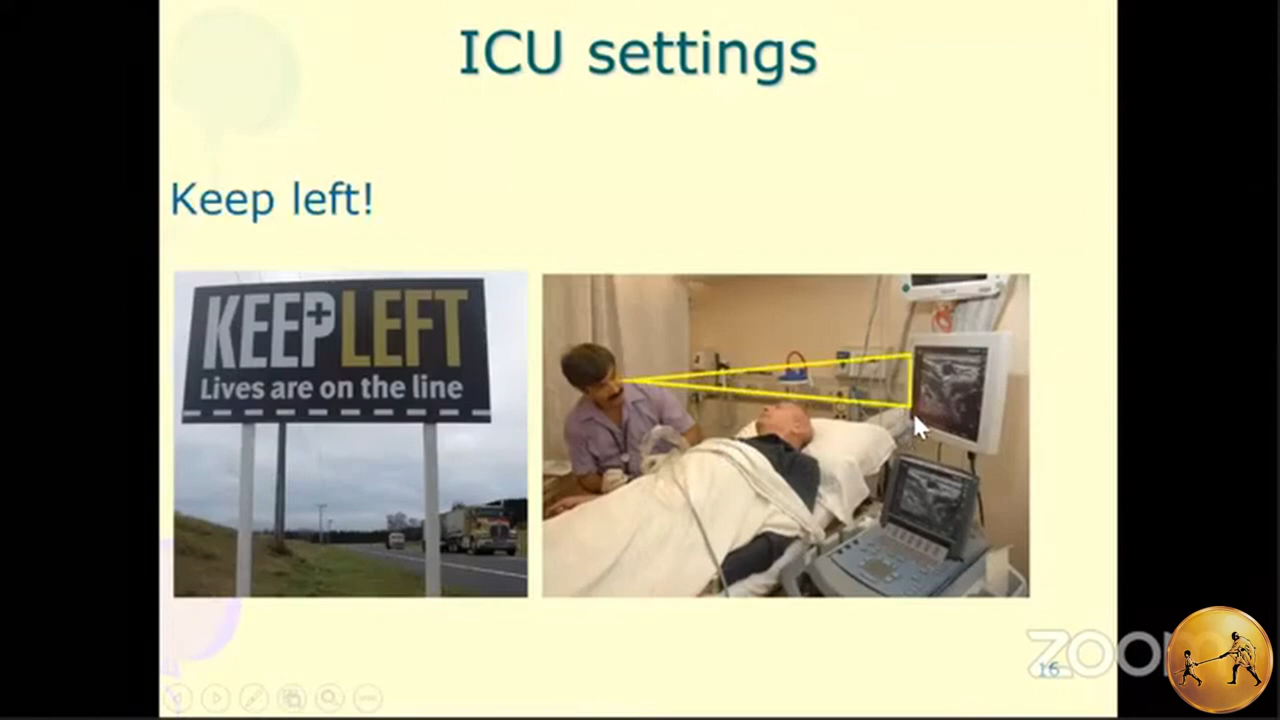 ICU settings
Keep left!
KEEP LEFT
Lives are on the line
16
zoom